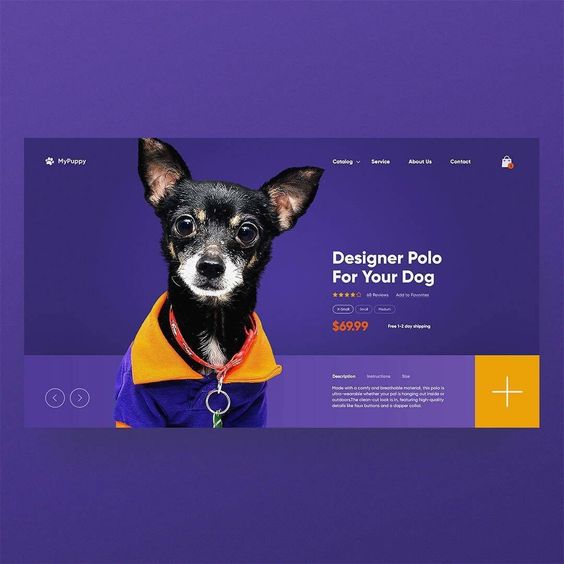 MyPuppy
Catalog
Service
About Us
Contact
Designer Polo
For Your Dog
68 Reviews
Add to Favorites
X-Small
Small
Medium
$69.99
Free 1-2 day shipping
Description
Instructions
Size
Made with a comfy and breathable material, this polo is
ultra-wearable whether your pal is hanging out inside or
outdoors.The clean-cut look is in, featuring high-quality
details like faux buttons and a dapper collar.